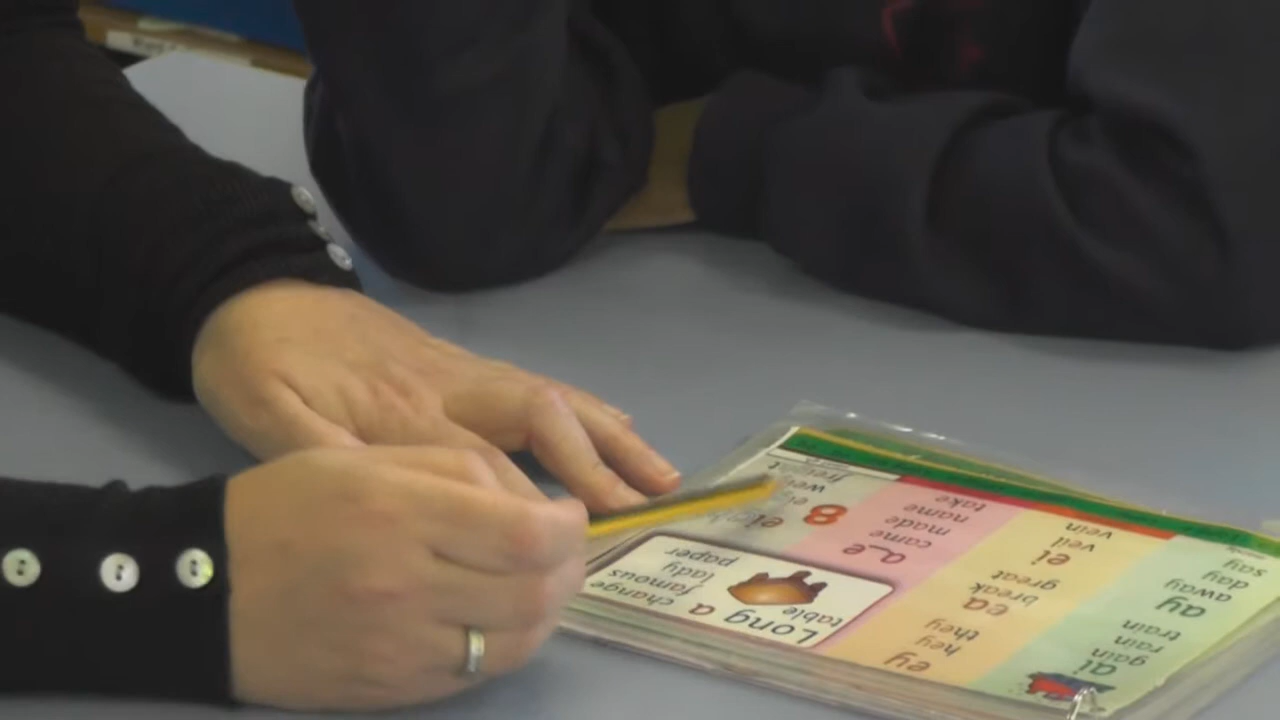 ai
gain
rain
train
ay
away
day
say
ey
hey
they
ea
break
great
ei
veil
vein
Long a
table
change
famous
lady
paper
a_e
came
made
name
take
8